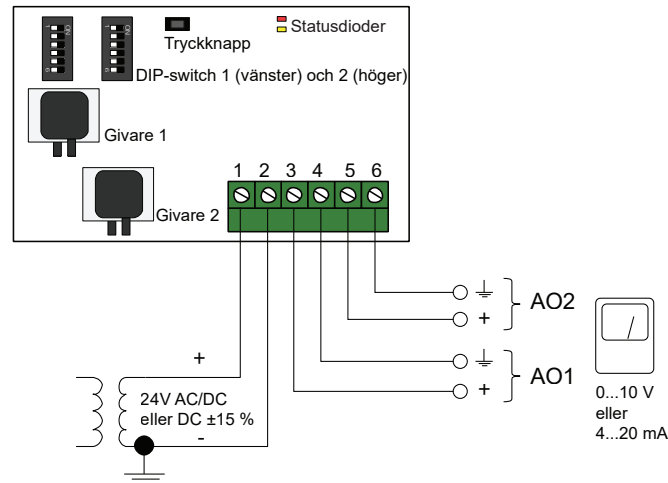 Statusdioder
Tryckknapp
DIP-switch 1 (vänster) och 2 (höger)
Givare 1
Givare 2
1 2 3 4 5 6
AO2
+
AO1
+
+
24V AC/DC
eller DC ±15 %
-
0...10 V
eller
4...20 mA